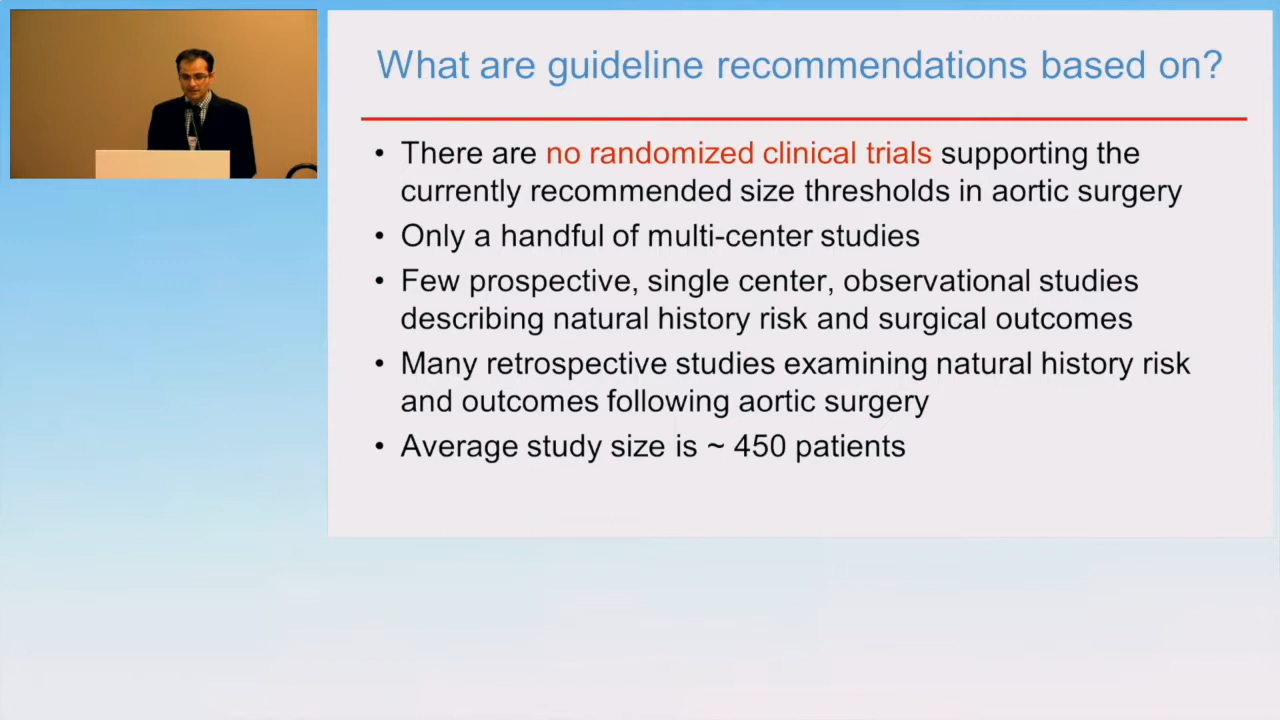 What are guideline recommendations based on?
• There are no randomized clinical trials supporting the
currently recommended size thresholds in aortic surgery
• Only a handful of multi-center studies
• Few prospective, single center, observational studies
describing natural history risk and surgical outcomes
• Many retrospective studies examining natural history risk
and outcomes following aortic surgery
• Average study size is ~ 450 patients